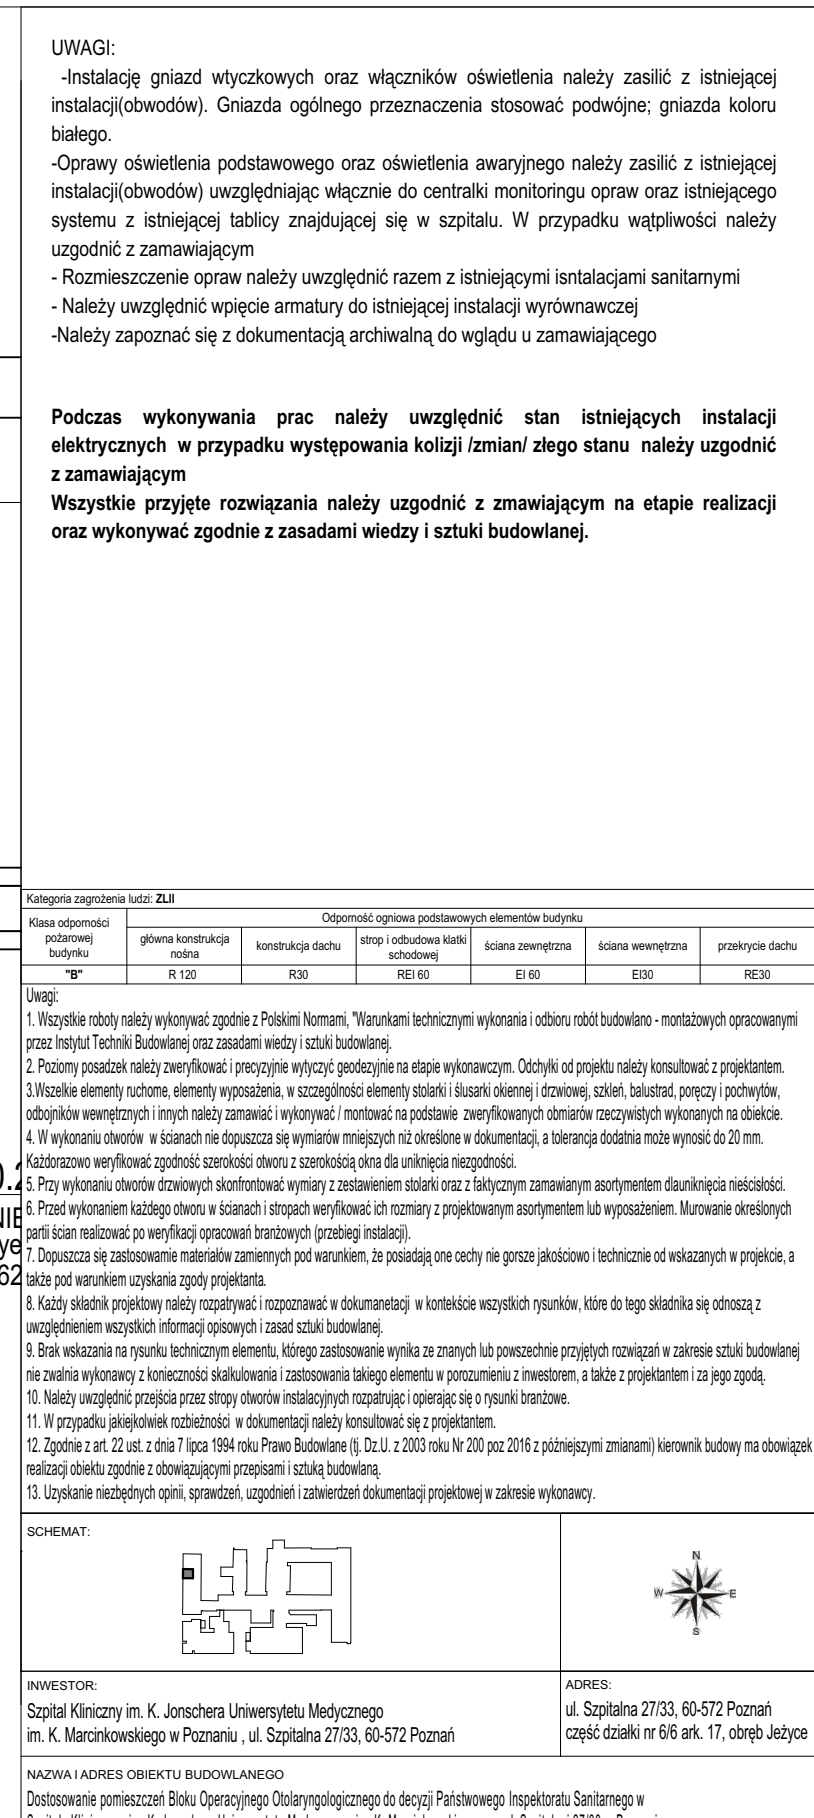 UWAGI:
-Instalację gniazd wtyczkowych oraz włączników oświetlenia należy zasilić z istniejącej
instalacji(obwodów). Gniazda ogólnego przeznaczenia stosować podwójne; gniazda koloru
białego.
-Oprawy oświetlenia podstawowego oraz oświetlenia awaryjnego należy zasilić z istniejącej
instalacji(obwodów) uwzględniając włącznie do centralki monitoringu opraw oraz istniejącego
systemu z istniejącej tablicy znajdującej się w szpitalu. W przypadku wątpliwości należy
uzgodnić z zamawiającym
- Rozmieszczenie opraw należy uwzględnić razem z istniejącymi isntalacjami sanitarnymi
- Należy uwzględnić wpięcie armatury do istniejącej instalacji wyrównawczej
-Należy zapoznać się z dokumentacją archiwalną do wglądu u zamawiającego
Podczas wykonywania prac należy uwzględnić stan istniejących instalacji
elektrycznych w przypadku występowania kolizji /zmian/ złego stanu należy uzgodnić
z zamawiającym
Wszystkie przyjęte rozwiązania należy uzgodnić z zmawiającym na etapie realizacji
oraz wykonywać zgodnie z zasadami wiedzy i sztuki budowlanej.
Kategoria zagrożenia ludzi: ZLII
Klasa odporności pożarowej budynku
Odporność ogniowa podstawowych elementów budynku
główna konstrukcja nośna
konstrukcja dachu
strop i odbudowa klatki schodowej
ściana zewnętrzna
ściana wewnętrzna
przekrycie dachu
"B" R 120 R30 REI 60 EI 60 EI30 RE30
Uwagi:
1. Wszystkie roboty należy wykonywać zgodnie z Polskimi Normami, "Warunkami technicznymi wykonania i odbioru robót budowlano - montażowych opracowanymi
przez Instytut Techniki Budowlanej oraz zasadami wiedzy i sztuki budowlanej.
2. Poziomy posadzek należy zweryfikować i precyzyjnie wytyczyć geodezyjnie na etapie wykonawczym. Odchyłki od projektu należy konsultować z projektantem.
3.Wszelkie elementy ruchome, elementy wyposażenia, w szczególności elementy stolarki i ślusarki okiennej i drzwiowej, szkleń, balustrad, poręczy i pochwytów,
odbojników wewnętrznych i innych należy zamawiać i wykonywać / montować na podstawie zweryfikowanych obmiarów rzeczywistych wykonanych na obiekcie.
4. W wykonaniu otworów w ścianach nie dopuszcza się wymiarów mniejszych niż określone w dokumentacji, a tolerancja dodatnia może wynosić do 20 mm.
Każdorazowo weryfikować zgodność szerokości otworu z szerokością okna dla uniknięcia niezgodności.
5. Przy wykonaniu otworów drzwiowych skonfrontować wymiary z zestawieniem stolarki oraz z faktycznym zamawianym asortymentem dlauniknięcia nieścisłości.
6. Przed wykonaniem każdego otworu w ścianach i stropach weryfikować ich rozmiary z projektowanym asortymentem lub wyposażeniem. Murowanie określonych
partii ścian realizować po weryfikacji opracowań branżowych (przebiegi instalacji).
7. Dopuszcza się zastosowanie materiałów zamiennych pod warunkiem, że posiadają one cechy nie gorsze jakościowo i technicznie od wskazanych w projekcie, a
także pod warunkiem uzyskania zgody projektanta.
8. Każdy składnik projektowy należy rozpatrywać i rozpoznawać w dokumanetacji w kontekście wszystkich rysunków, które do tego składnika się odnoszą z
uwzględnieniem wszystkich informacji opisowych i zasad sztuki budowlanej.
9. Brak wskazania na rysunku technicznym elementu, którego zastosowanie wynika ze znanych lub powszechnie przyjętych rozwiązań w zakresie sztuki budowlanej
nie zwalnia wykonawcy z konieczności skalkulowania i zastosowania takiego elementu w porozumieniu z inwestorem, a także z projektantem i za jego zgodą.
10. Należy uwzględnić przejścia przez stropy otworów instalacyjnych rozpatrując i opierając się o rysunki branżowe.
11. W przypadku jakiejkolwiek rozbieżności w dokumentacji należy konsultować się z projektantem.
12. Zgodnie z art. 22 ust. z dnia 7 lipca 1994 roku Prawo Budowlane (tj. Dz.U. z 2003 roku Nr 200 poz 2016 z późniejszymi zmianami) kierownik budowy ma obowiązek
realizacji obiektu zgodnie z obowiązującymi przepisami i sztuką budowlaną.
13. Uzyskanie niezbędnych opinii, sprawdzeń, uzgodnień i zatwierdzeń dokumentacji projektowej w zakresie wykonawcy.
SCHEMAT:
N
W E
S
INWESTOR:
Szpital Kliniczny im. K. Jonschera Uniwersytetu Medycznego
im. K. Marcinkowskiego w Poznaniu , ul. Szpitalna 27/33, 60-572 Poznań
ADRES:
ul. Szpitalna 27/33, 60-572 Poznań
część działki nr 6/6 ark. 17, obręb Jeżyce
NAZWA I ADRES OBIEKTU BUDOWLANEGO
Dostosowanie pomieszczeń Bloku Operacyjnego Otolaryngologicznego do decyzji Państwowego Inspektoratu Sanitarnego w